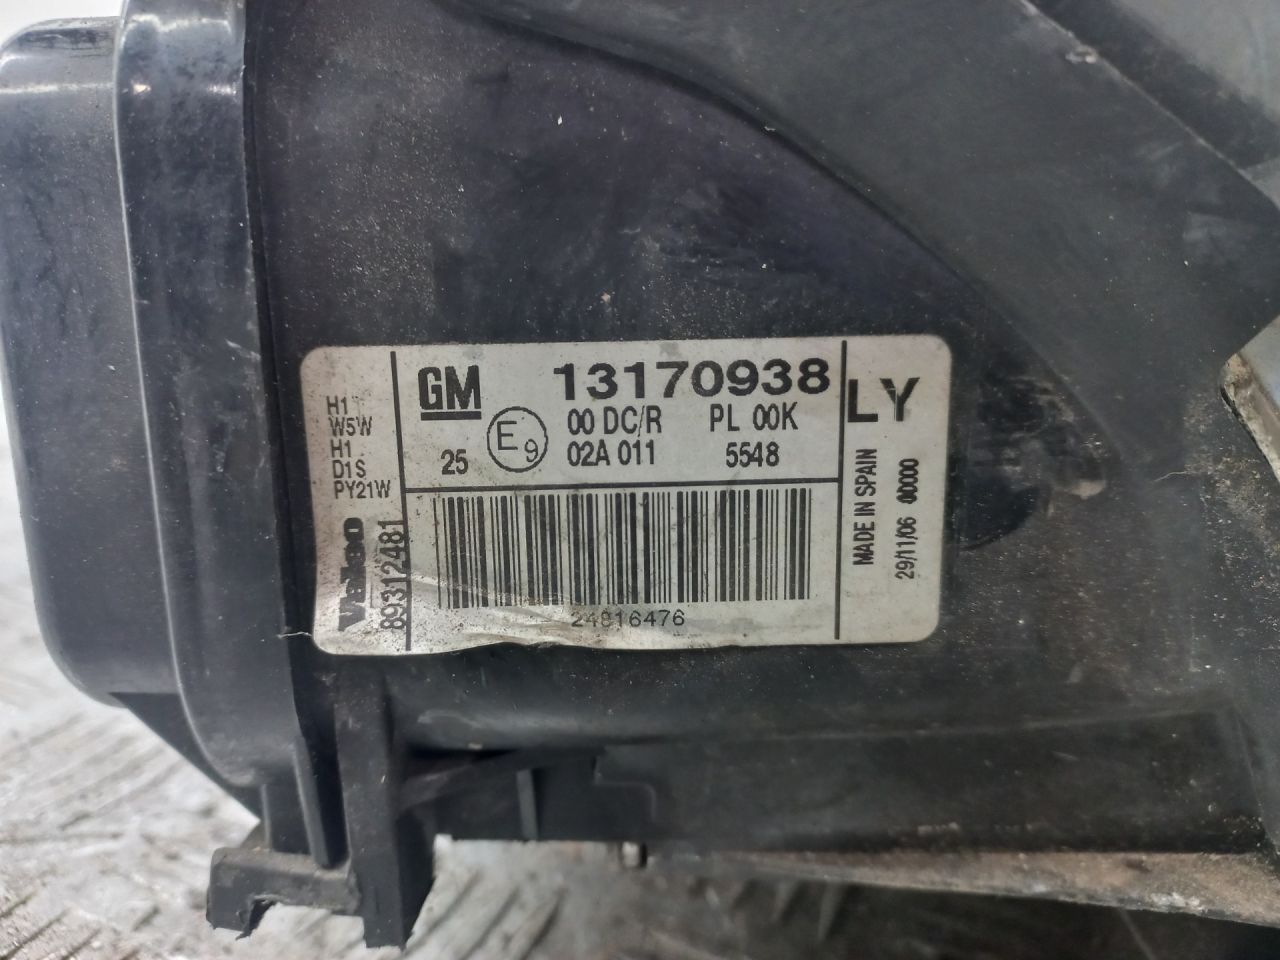 H1
W5W
H1
D1S
PY21W
Valeo
89312481
GM 13170938
00 DC/R PL 00K
25 E9 02A 011 5548
24816476
LY
MADE IN SPAIN
29/11/06 00000